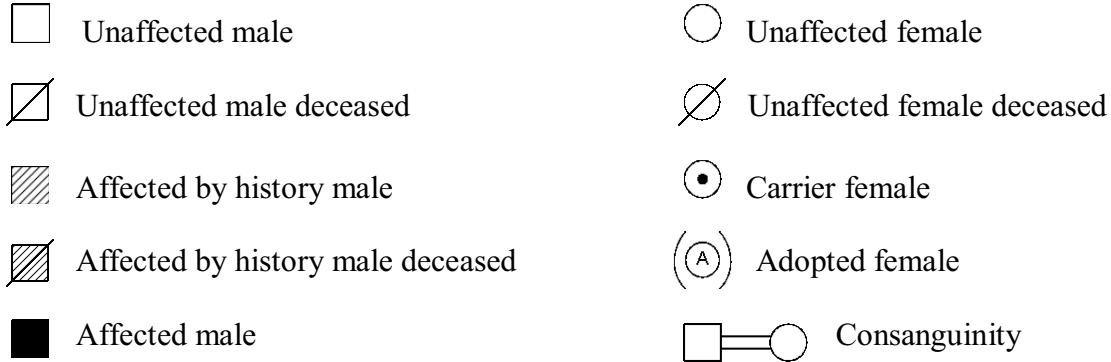 Unaffected male
Unaffected female
Unaffected male deceased
Unaffected female deceased
Affected by history male
Carrier female
Affected by history male deceased
A
Adopted female
Affected male
Consanguinity